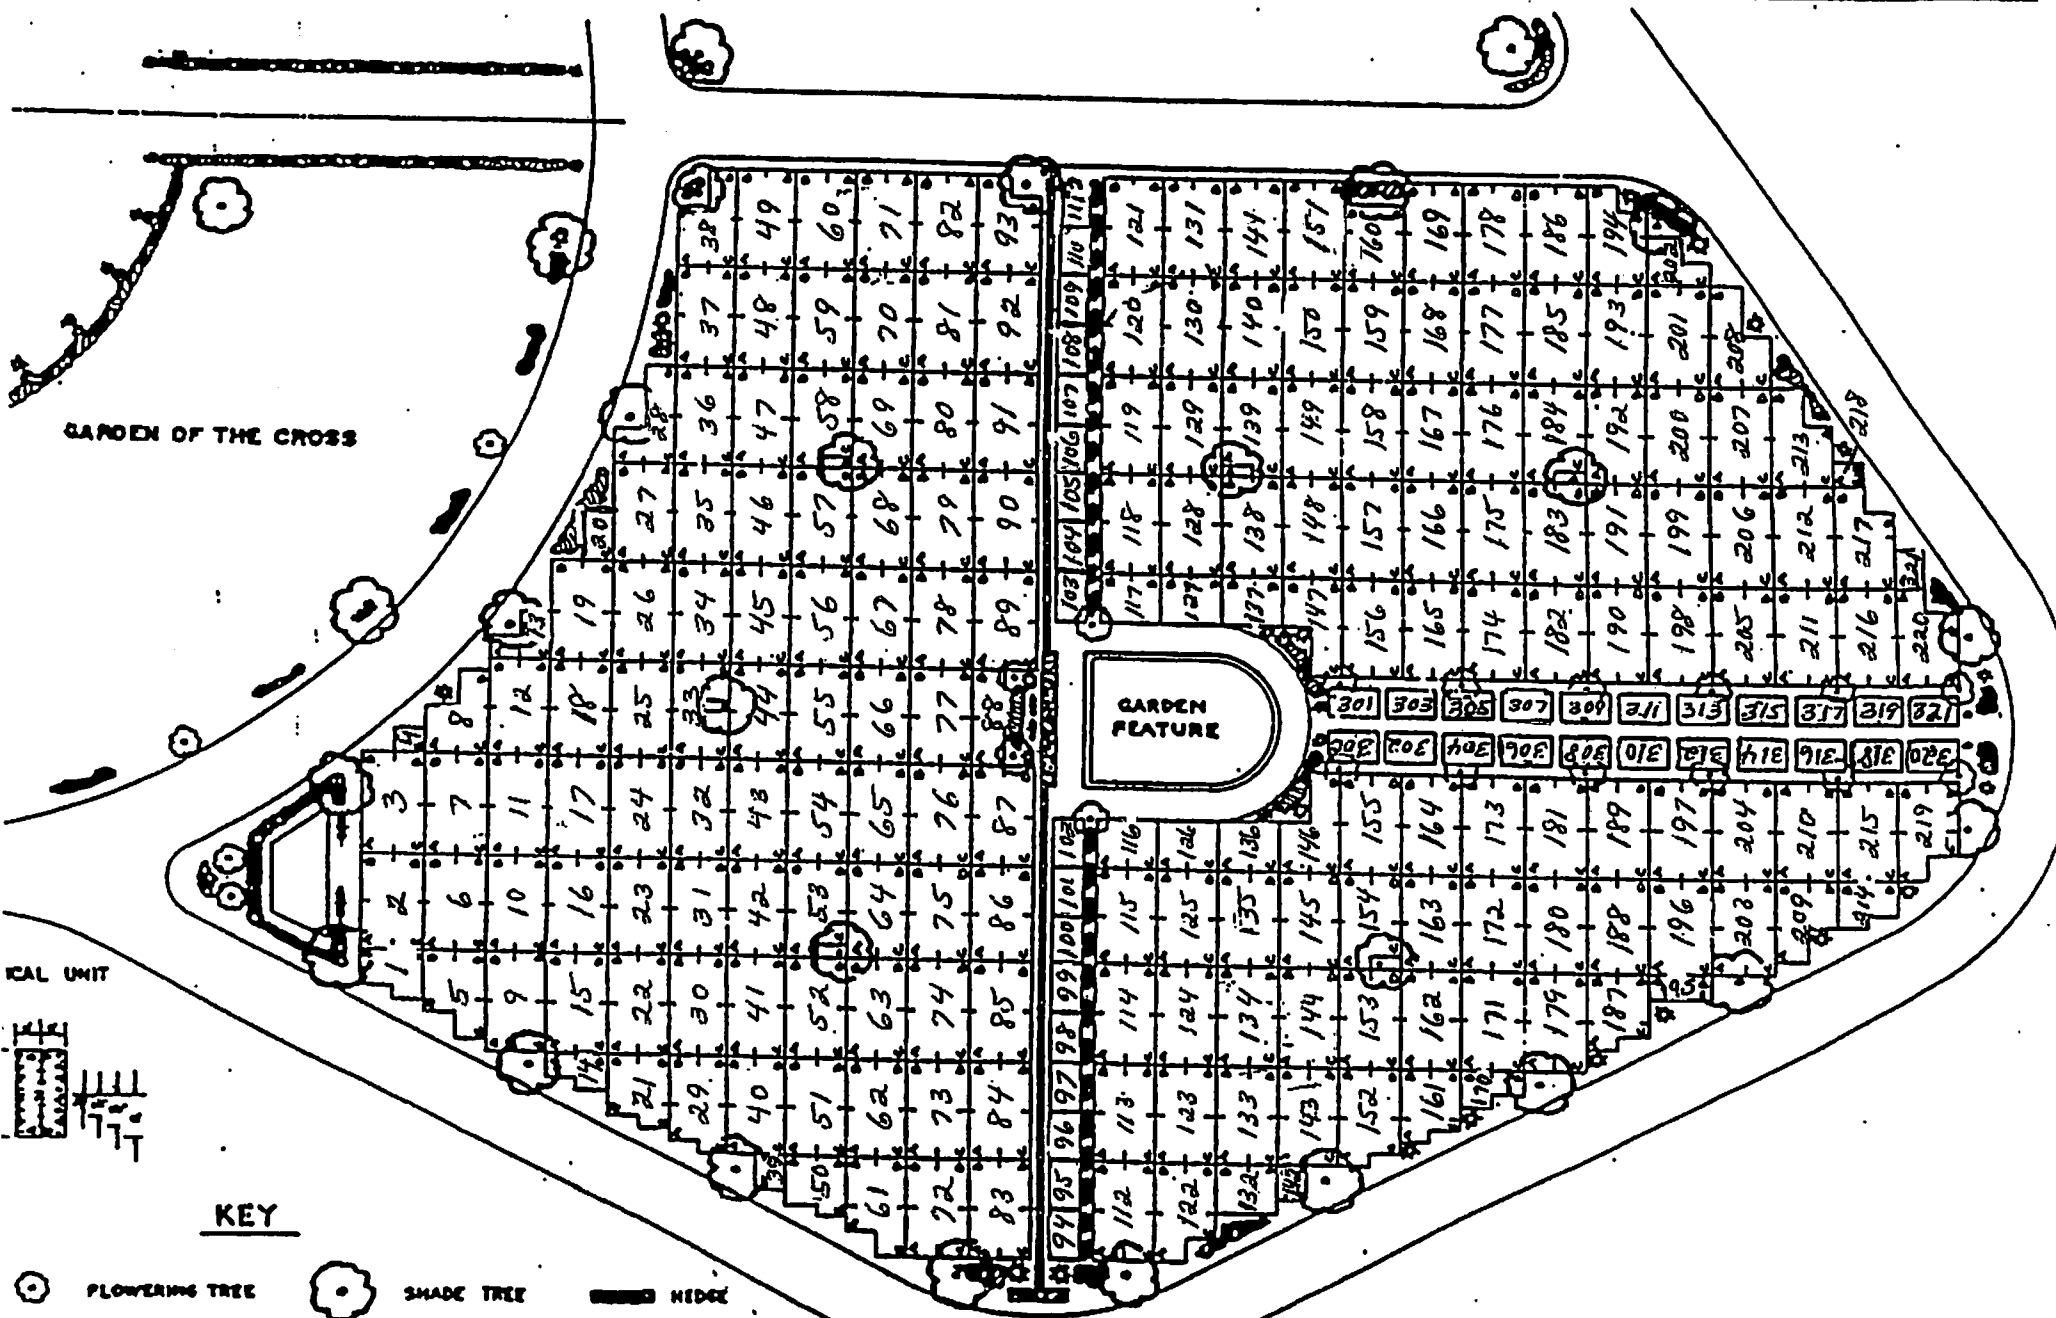 38 49 60 71 82 93 111 121 131 141 151 160 169 178 186 194 202
110
37 48 59 70 81 92 109 120 130 140 150 159 168 177 185 193 201 208
108
28 36 47 58 69 80 91 107 119 129 139 149 158 167 176 184 192 200 207 213 218
106
GARDEN OF THE CROSS
20 27 35 46 57 68 79 90 105 118 128 138 148 157 166 175 183 191 199 206 212 217
104
13 19 26 34 45 56 67 78 89 103 117 127 137 147 156 165 174 182 190 198 205 211 216 220
4 8 12 18 25 33 44 55 66 77 88
GARDEN
FEATURE
301 303 305 307 309 311 313 315 317 319 321
300 302 304 306 308 310 312 314 316 318 320
3 7 11 17 24 32 43 54 65 76 87 102 116 126 136 146 155 164 173 181 189 197 204 210 215 219
2 6 10 16 23 31 42 53 64 75 86 101 115 125 135 145 154 163 172 180 188 196 203 209 214
100
1 5 9 15 22 30 41 52 63 74 85 99 114 124 134 144 153 162 171 179 187 195
98
ICAL UNIT
14 21 29 40 51 62 73 84 97 113 123 133 143 152 161 170
96
39 50 61 72 83 95 112 122 132 142
94
KEY
FLOWERING TREE SHADE TREE HEDGE